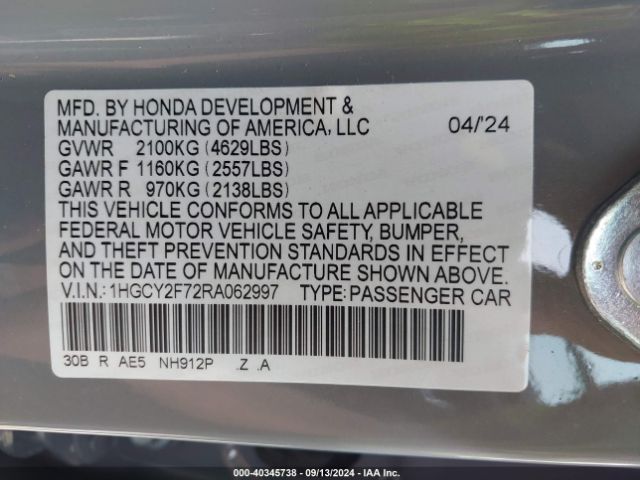 MFD. BY HONDA DEVELOPMENT &
MANUFACTURING OF AMERICA, LLC 04/'24
GVWR 2100KG (4629LBS)
GAWR F 1160KG (2557LBS)
GAWR R 970KG (2138LBS)
THIS VEHICLE CONFORMS TO ALL APPLICABLE
FEDERAL MOTOR VEHICLE SAFETY, BUMPER,
AND THEFT PREVENTION STANDARDS IN EFFECT
ON THE DATE OF MANUFACTURE SHOWN ABOVE.
V.I.N.: 1HGCY2F72RA062997 TYPE: PASSENGER CAR
30B R AE5 NH912P .Z .A
000-40345738 - 09/13/2024 - IAA Inc.